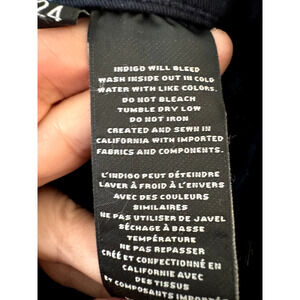 24
INDIGO WILL BLEED
WASH INSIDE OUT IN COLD
WATER WITH LIKE COLORS.
DO NOT BLEACH
TUMBLE DRY LOW
DO NOT IRON
CREATED AND SEWN IN
CALIFORNIA WITH IMPORTED
FABRICS AND COMPONENTS.
L'INDIGO PEUT DÉTEINDRE
LAVER À FROID À L'ENVERS
AVEC DES COULEURS
SIMILAIRES
NE PAS UTILISER DE JAVEL
SÉCHAGE À BASSE
TEMPÉRATURE
NE PAS REPASSER
CRÉÉ ET CONFECTIONNÉ EN
CALIFORNIE AVEC
DES TISSUS
ET COMPOSANTS IMPORTÉS